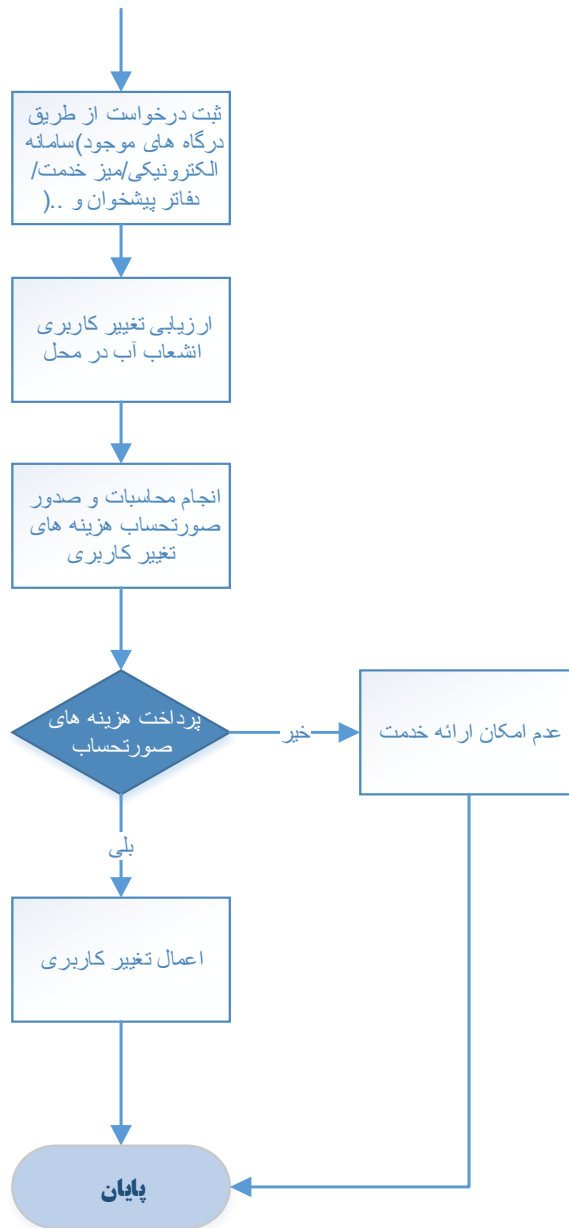 ثبت درخواست از طریق
درگاه های موجود)سامانه
الکترونیکی/میز خدمت/
دفاتر پیشخوان و ..(
ارزیابی تغییر کاربری
انشعاب آب در محل
انجام محاسبات و صدور
صورتحساب هزینه های
تغییر کاربری
پرداخت هزینه های
صورتحساب
خیر
عدم امکان ارائه خدمت
بلی
اعمال تغییر کاربری
پایان